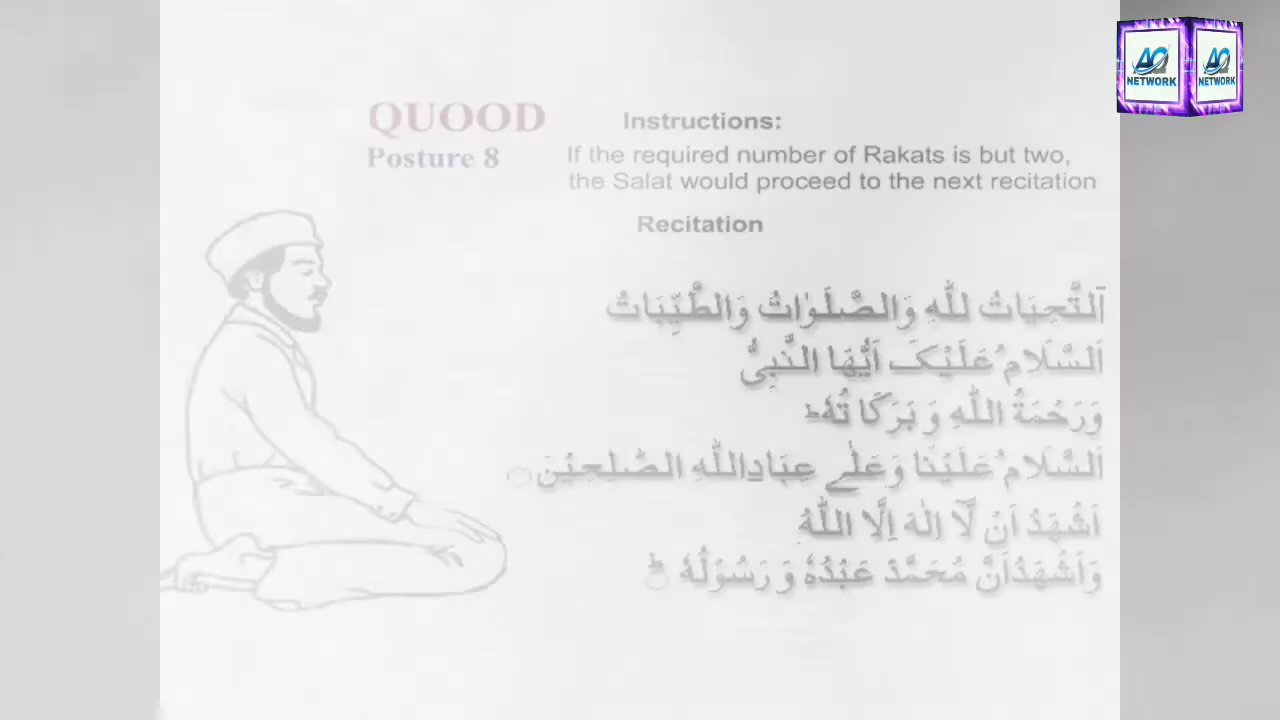 QUOOD
Posture 8
Instructions:
If the required number of Rakats is but two,
the Salat would proceed to the next recitation
Recitation
اَلتَّحِیَاتُ لِلّٰهِ وَالصَّلَوٰاتُ وَالطَّیِّبَاتُ
اَلسَّلَامُ عَلَیْکَ اَیُّهَا النَّبِیُّ
وَرَحْمَةُ اللّٰهِ وَ بَرَکَا تُهٗ ؕ
اَلسَّلَامُ عَلَیْنَا وَعَلٰے عِبَادِاللّٰهِ الصّٰلِحِیْنَ ۝
اَشْهَدُ اَنْ لَّآ اِلٰهَ اِلَّا اللّٰهُ
وَاَشْهَدُاَنَّ مُحَمَّدً عَبْدُهٗ وَ رَسُوْلُهٗ ؕ۝
AQ
NETWORK
AQ
NETWORK